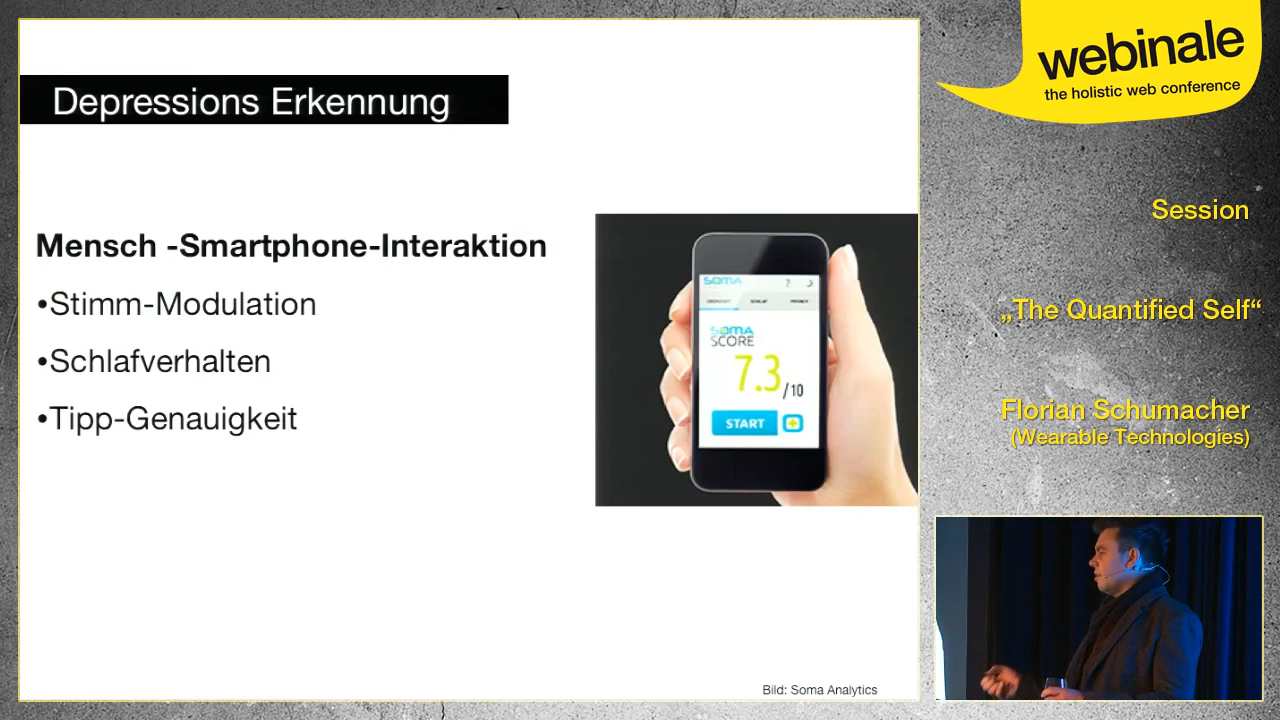 Depressions Erkennung
Mensch -Smartphone-Interaktion
•Stimm-Modulation
•Schlafverhalten
•Tipp-Genauigkeit
SOMA
?
SOMA
SCORE
7.3/10
START
Bild: Soma Analytics
webinale
the holistic web conference
Session
„The Quantified Self“
Florian Schumacher
(Wearable Technologies)